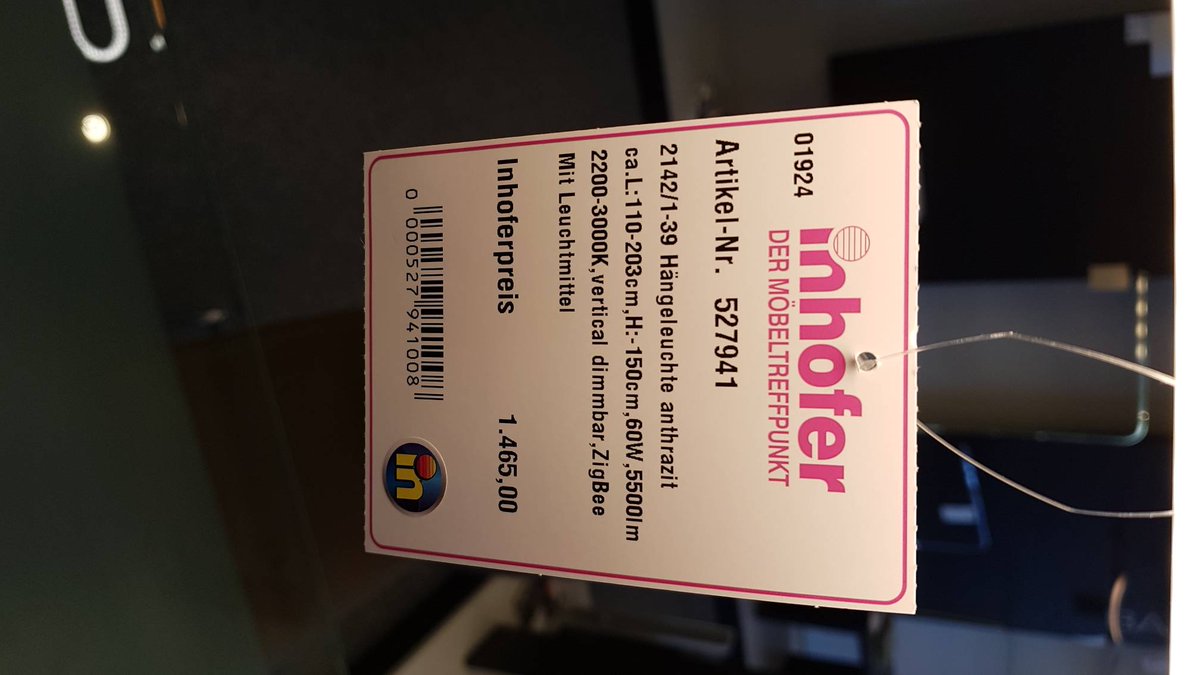 01924
inhofer
DER MÖBELTREFFPUNKT
Artikel-Nr. 527941
2142/1-39 Hängeleuchte anthrazit
ca.L:110-203cm,H:-150cm,60W,5500lm
2200-3000K,vertical dimmbar,ZigBee
Mit Leuchtmittel
Inhoferpreis 1.465,00
0 000527 941008
in